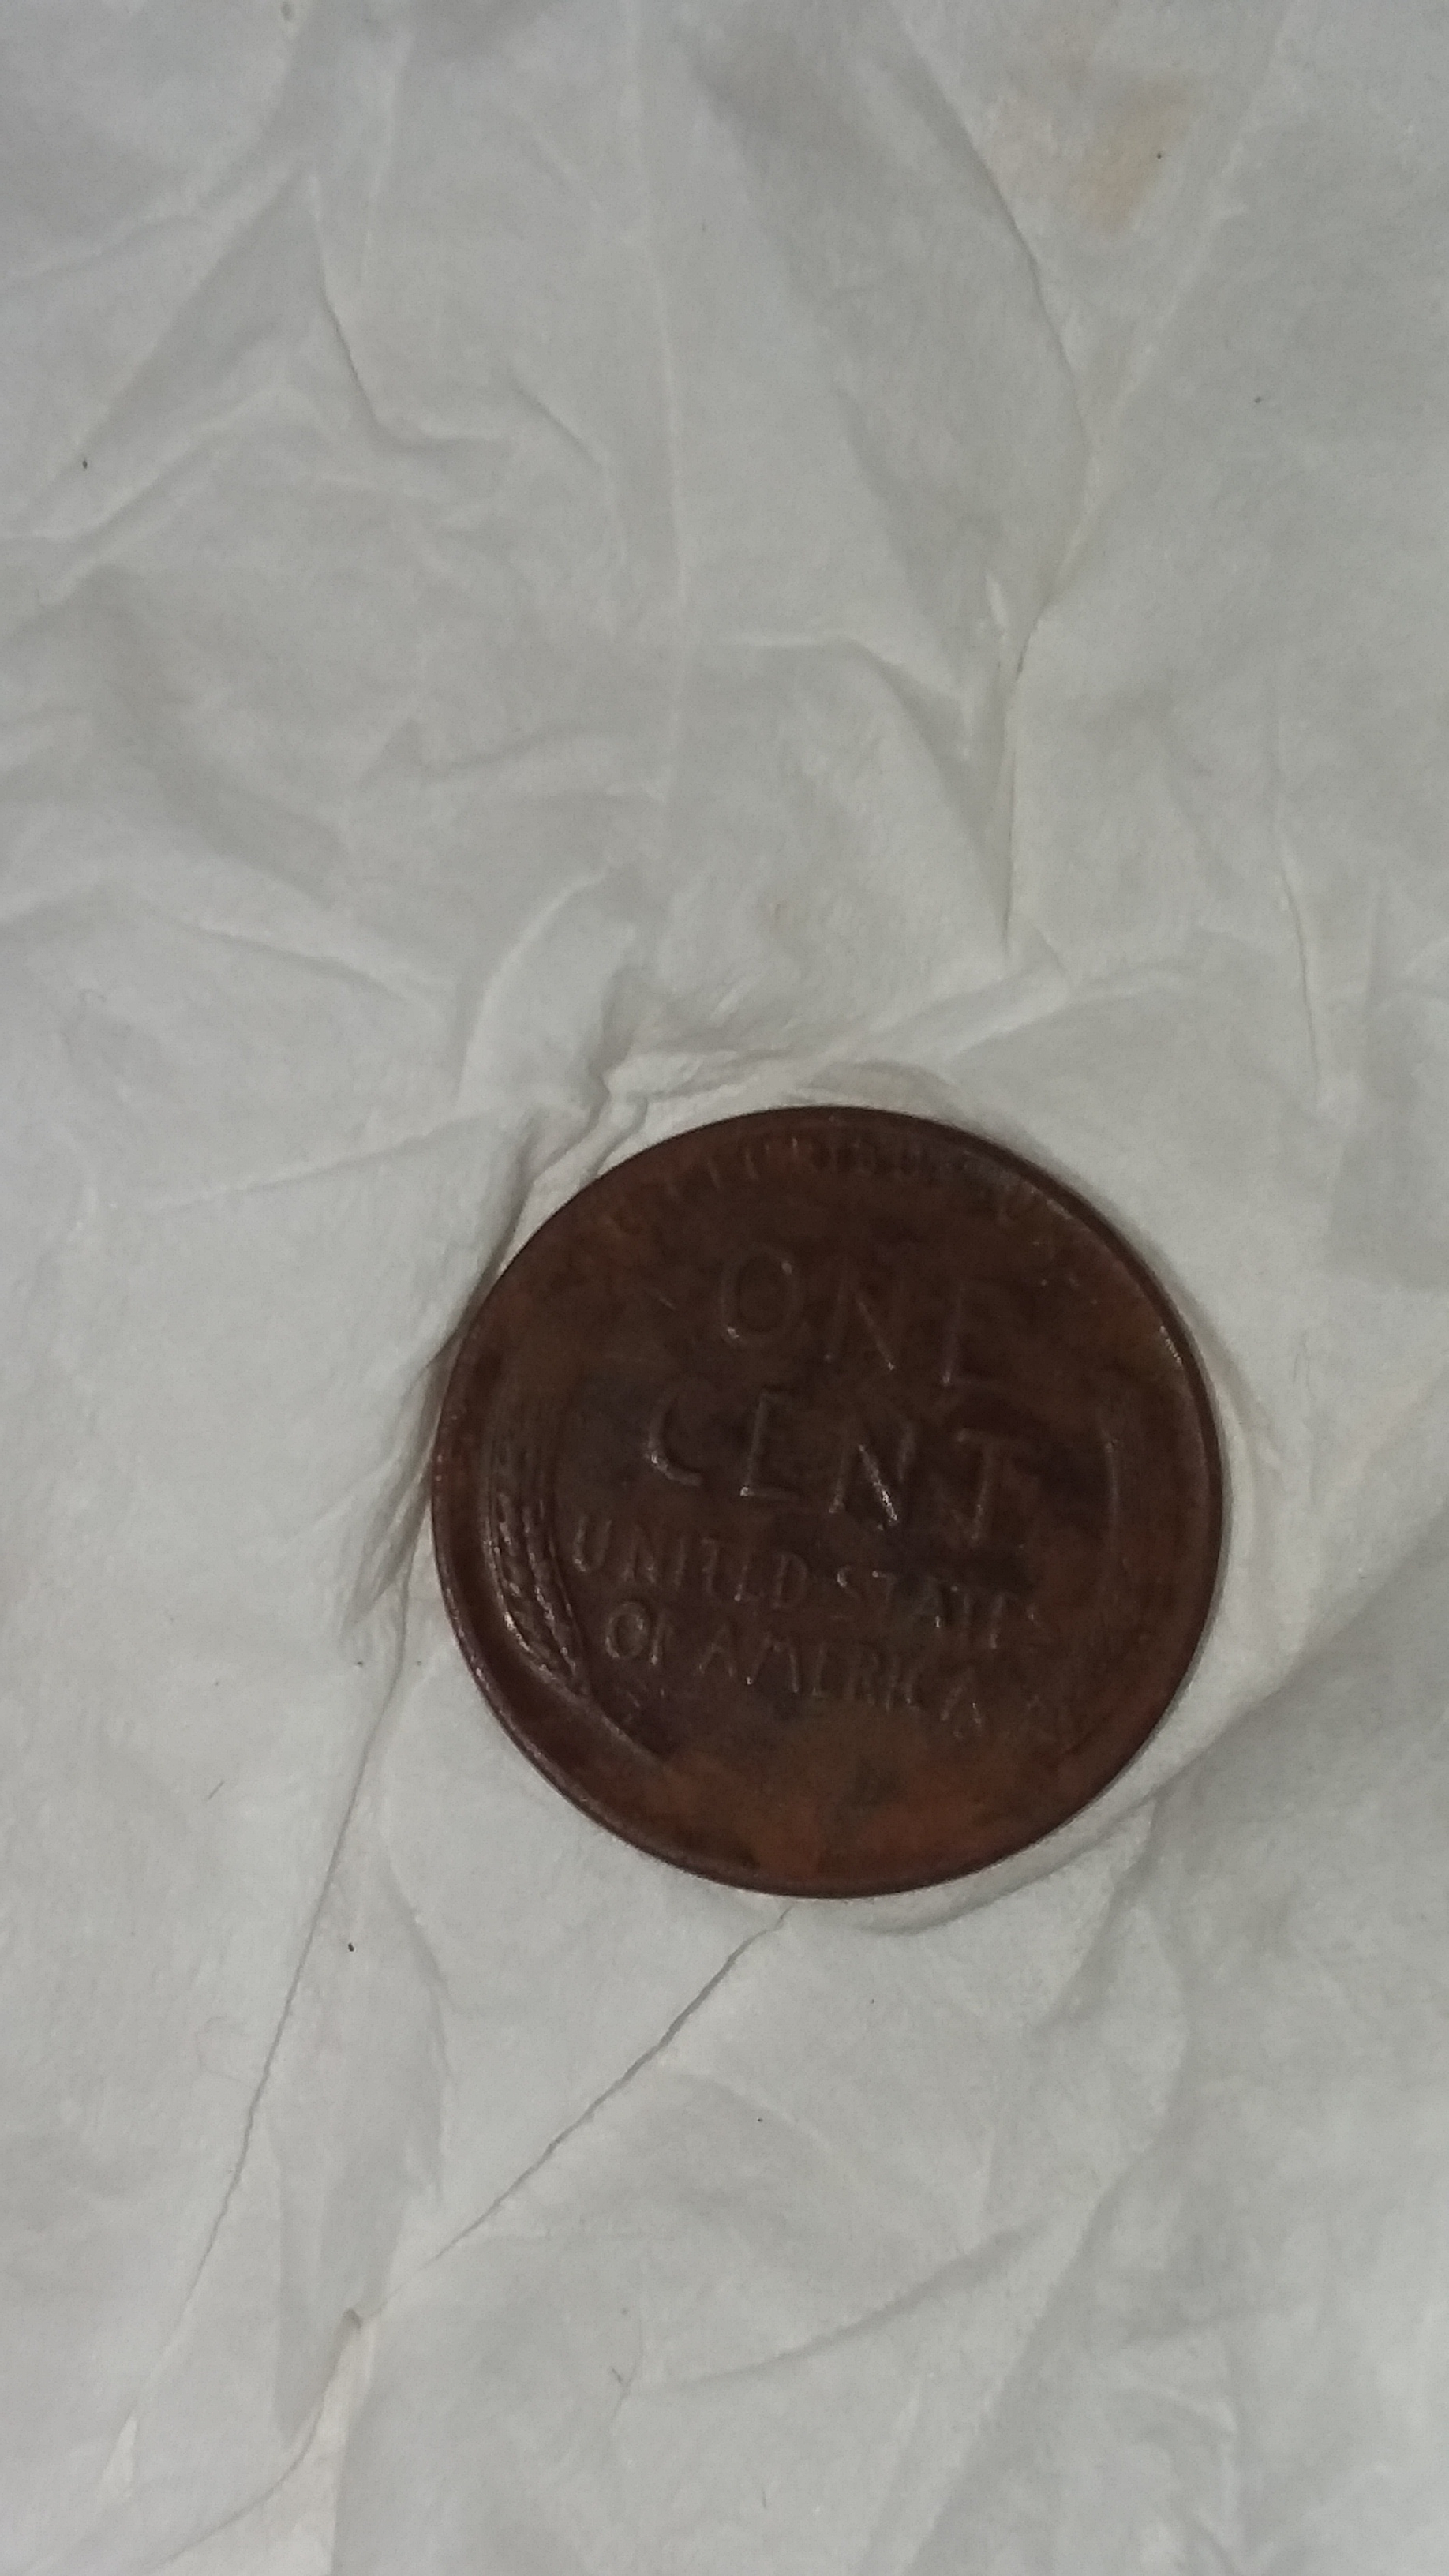 ONE
CENT
UNITED STATES
OF AMERICA